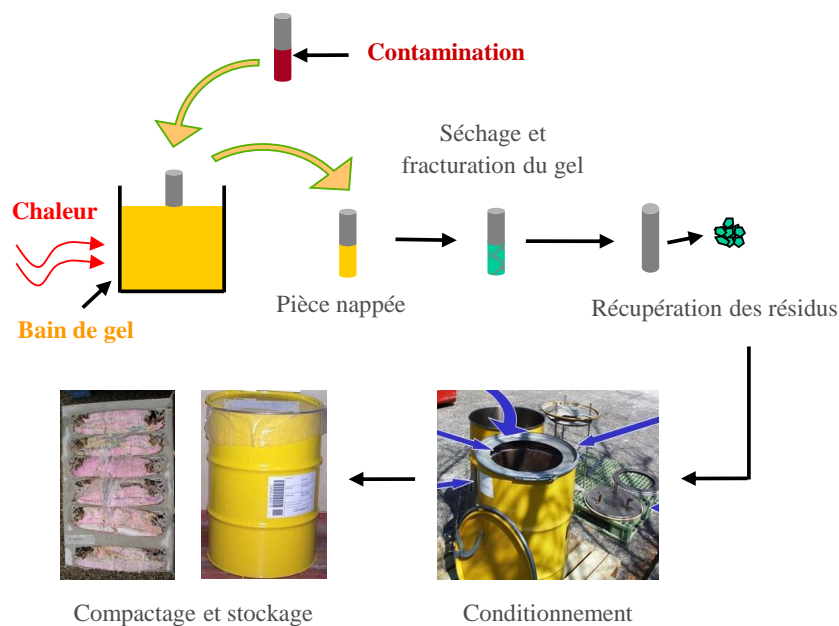 Contamination
Séchage et
fracturation du gel
Chaleur
Bain de gel
Pièce nappée
Récupération des résidus
Compactage et stockage
Conditionnement